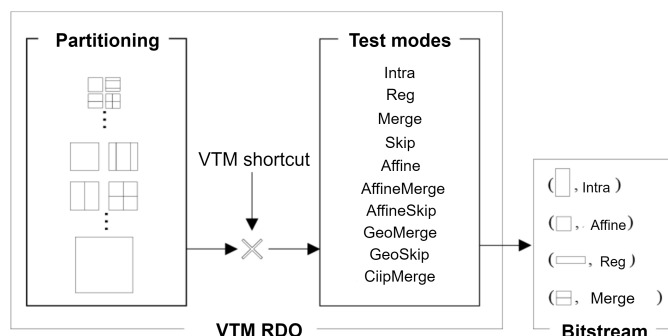 Partitioning
Test modes
Intra
Reg
Merge
Skip
Affine
AffineMerge
AffineSkip
GeoMerge
GeoSkip
CiipMerge
VTM shortcut
( , Intra )
( , Affine)
( , Reg )
( , Merge )
VTM RDO
Bitstream